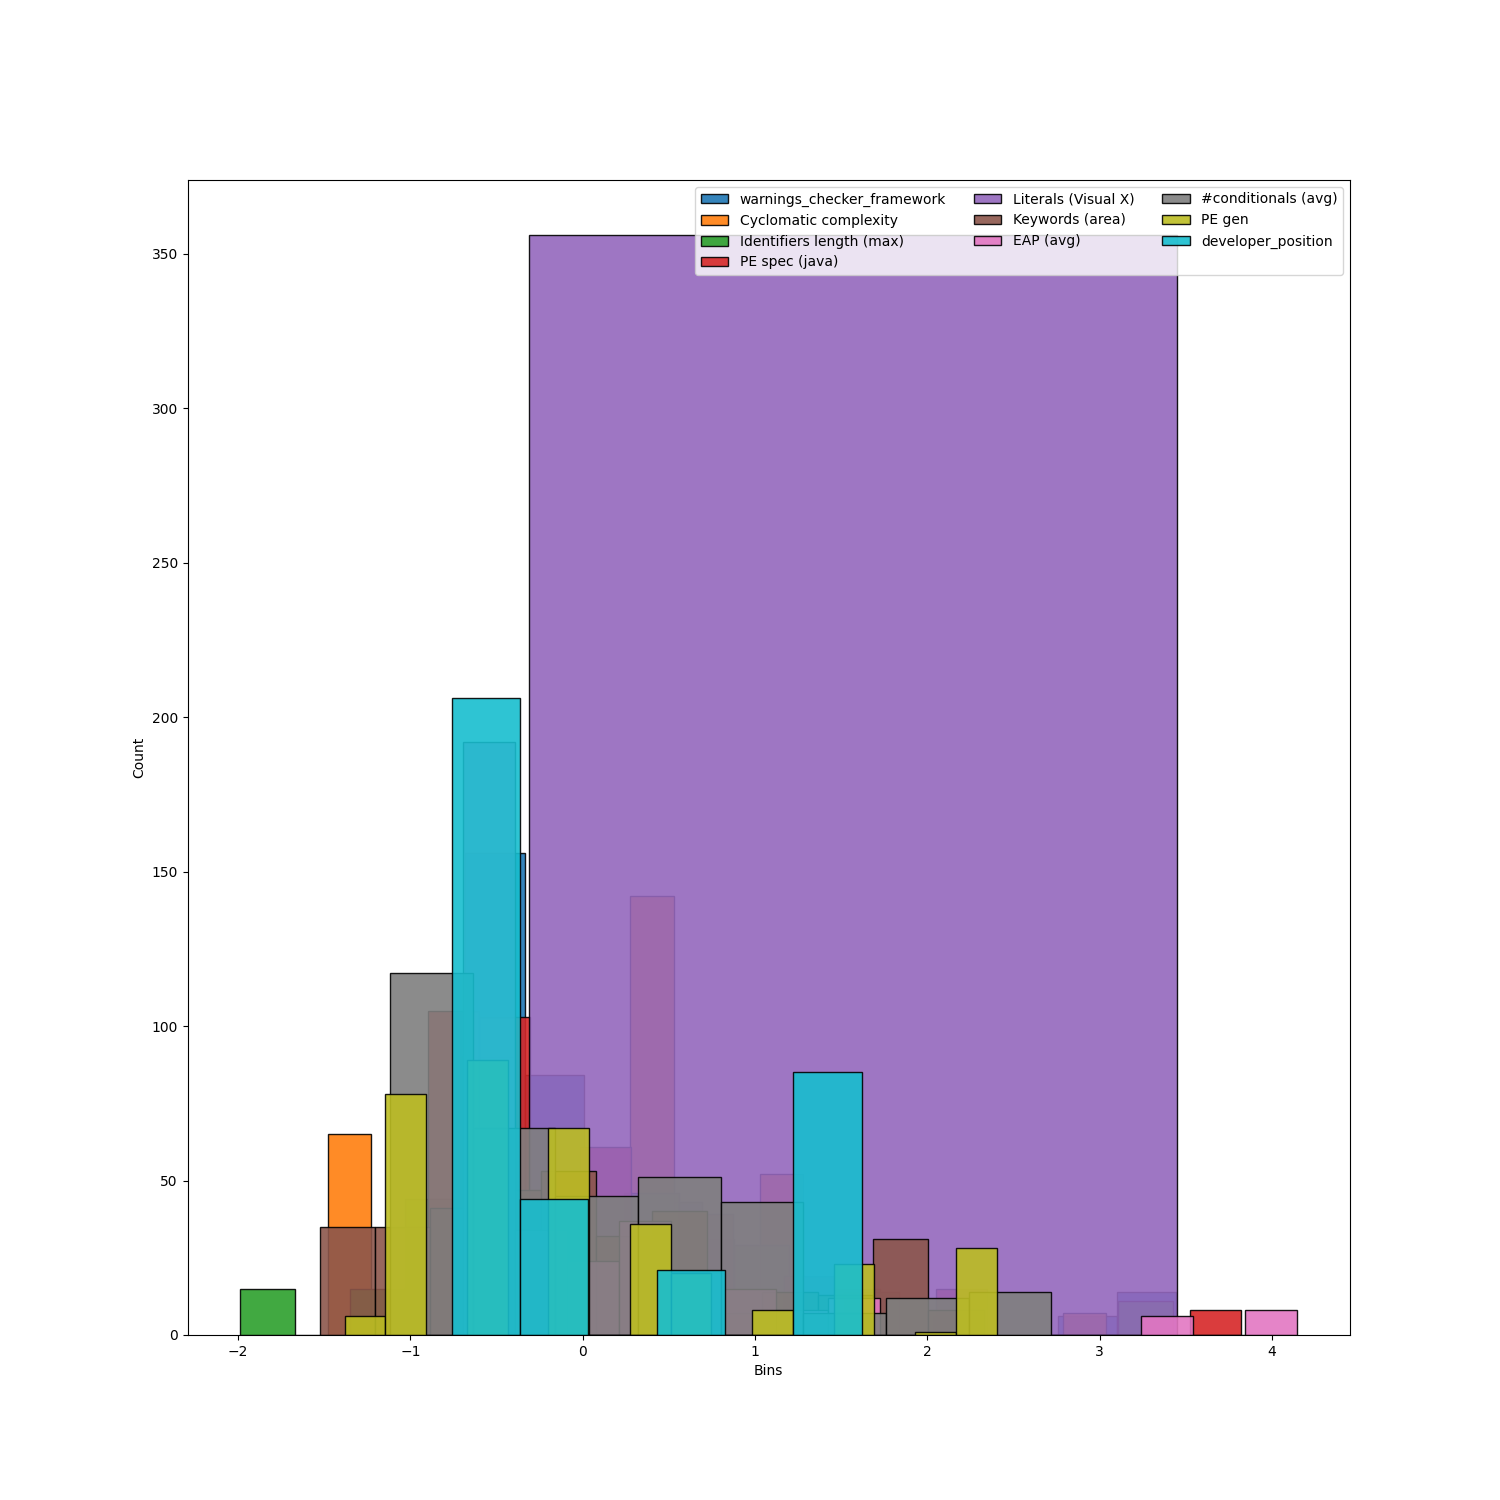 warnings_checker_framework
Cyclomatic complexity
Identifiers length (max)
PE spec (java)
Literals (Visual X)
Keywords (area)
EAP (avg)
#conditionals (avg)
PE gen
developer_position
350
300
250
200
150
100
50
0
Count
−2
−1
0
1
2
3
4
Bins